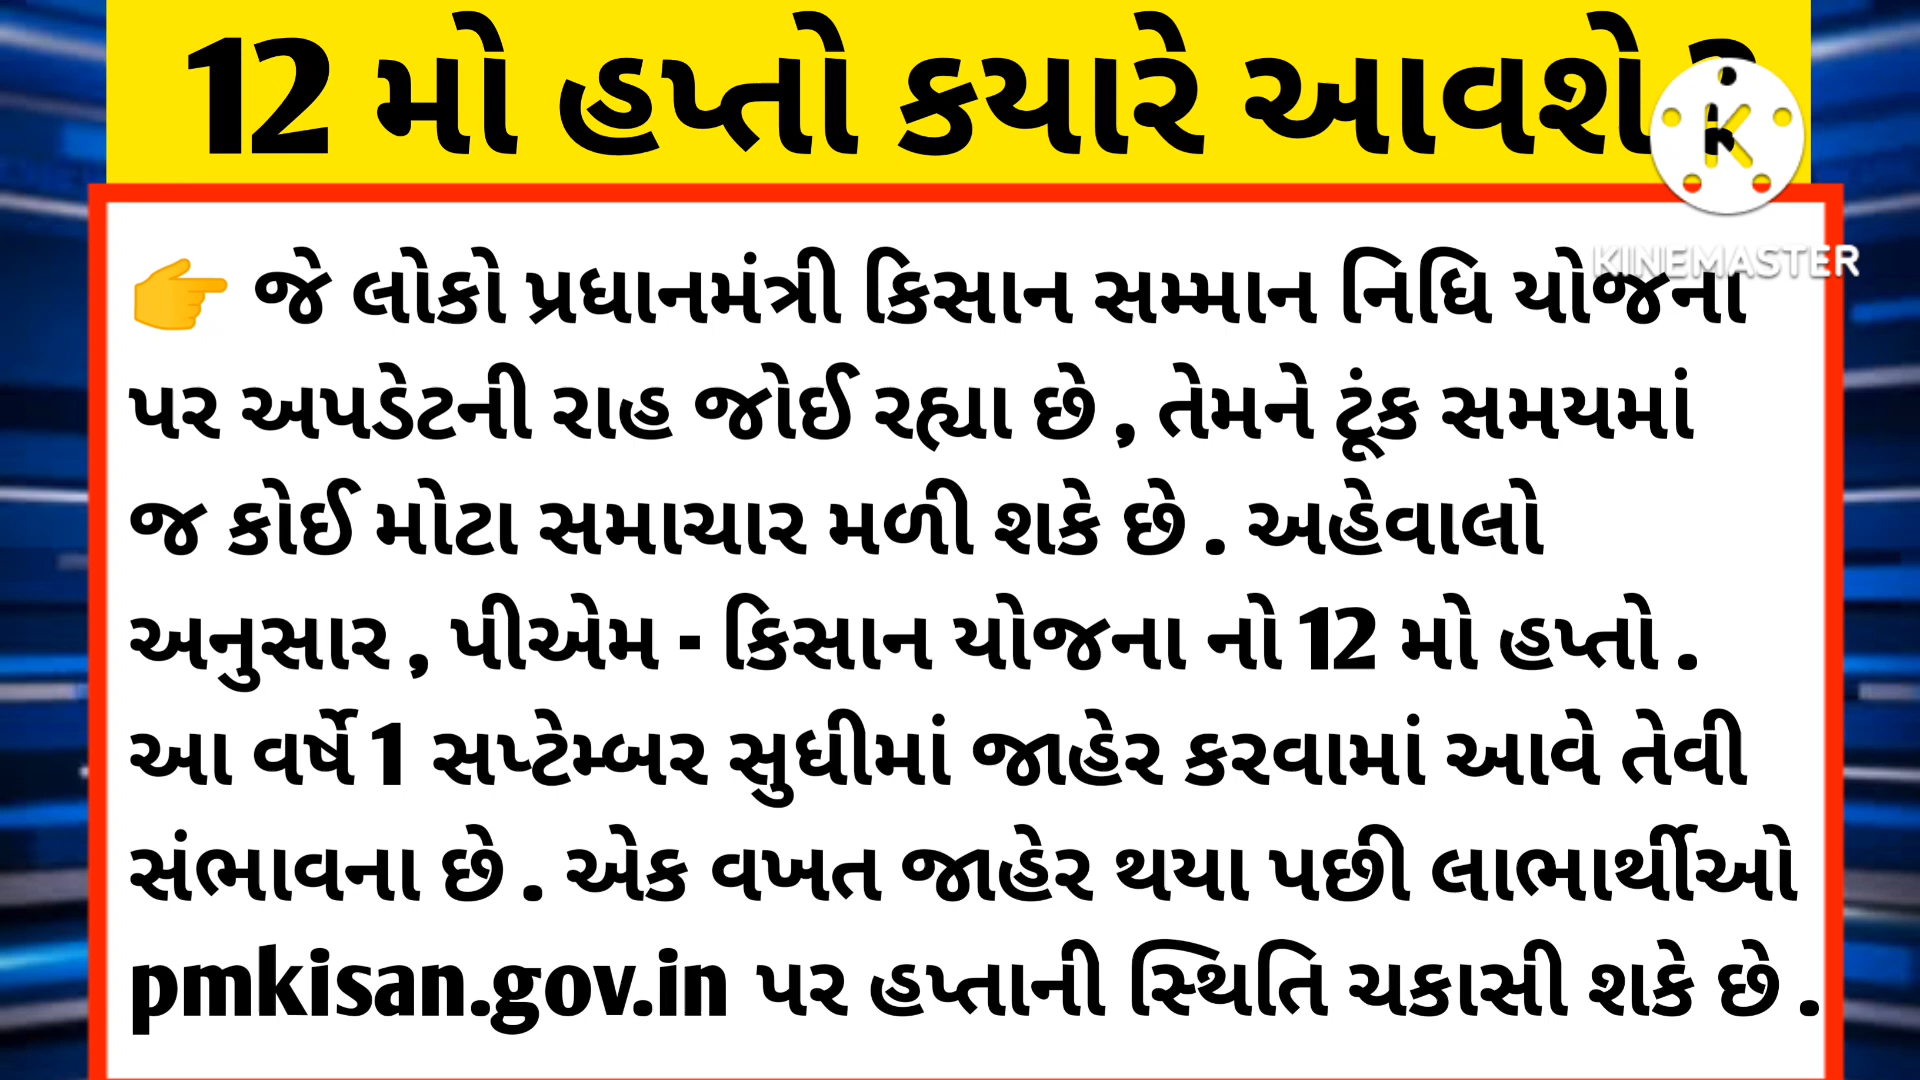 12 મો હપ્તો કયારે આવશે ?
KINEMASTER
👉 જે લોકો પ્રધાનમંત્રી કિસાન સમ્માન નિધિ યોજના
પર અપડેટની રાહ જોઈ રહ્યા છે , તેમને ટૂંક સમયમાં
જ કોઈ મોટા સમાચાર મળી શકે છે . અહેવાલો
અનુસાર , પીએમ - કિસાન યોજના નો 12 મો હપ્તો .
આ વર્ષે 1 સપ્ટેમ્બર સુધીમાં જાહેર કરવામાં આવે તેવી
સંભાવના છે . એક વખત જાહેર થયા પછી લાભાર્થીઓ
pmkisan.gov.in પર હપ્તાની સ્થિતિ ચકાસી શકે છે .